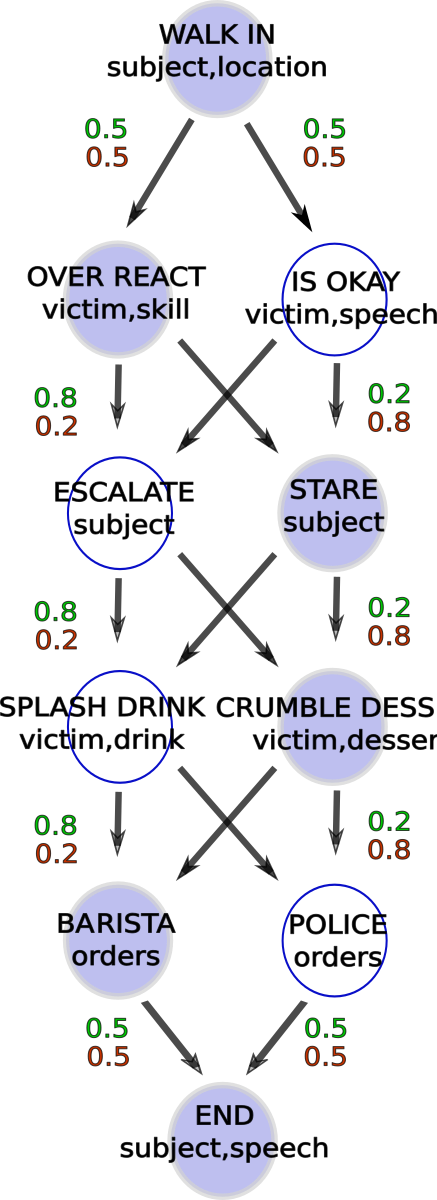 WALK IN
subject,location
0.5 0.5
0.5 0.5
OVER REACT
victim,skill
IS OKAY
victim,speech
0.8 0.2
0.2 0.8
ESCALATE
subject
STARE
subject
0.8 0.2
0.2 0.8
SPLASH DRINK
victim,drink
CRUMBLE DESS
victim,desser
0.8 0.2
0.2 0.8
BARISTA
orders
POLICE
orders
0.5 0.5
0.5 0.5
END
subject,speech